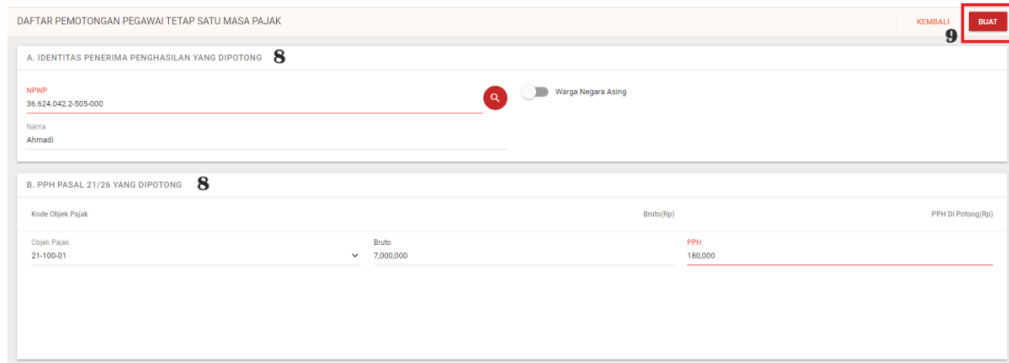 DAFTAR PEMOTONGAN PEGAWAI TETAP SATU MASA PAJAK
KEMBALI
BUAT
9
A. IDENTITAS PENERIMA PENGHASILAN YANG DIPOTONG 8
NPWP
36.624.042.2-505-000
Warga Negara Asing
Nama
Ahmadi
B. PPH PASAL 21/26 YANG DIPOTONG 8
Kode Objek Pajak Bruto(Rp) PPH Di Potong(Rp)
Objek Pajak Bruto PPH
21-100-01 7,000,000 180,000